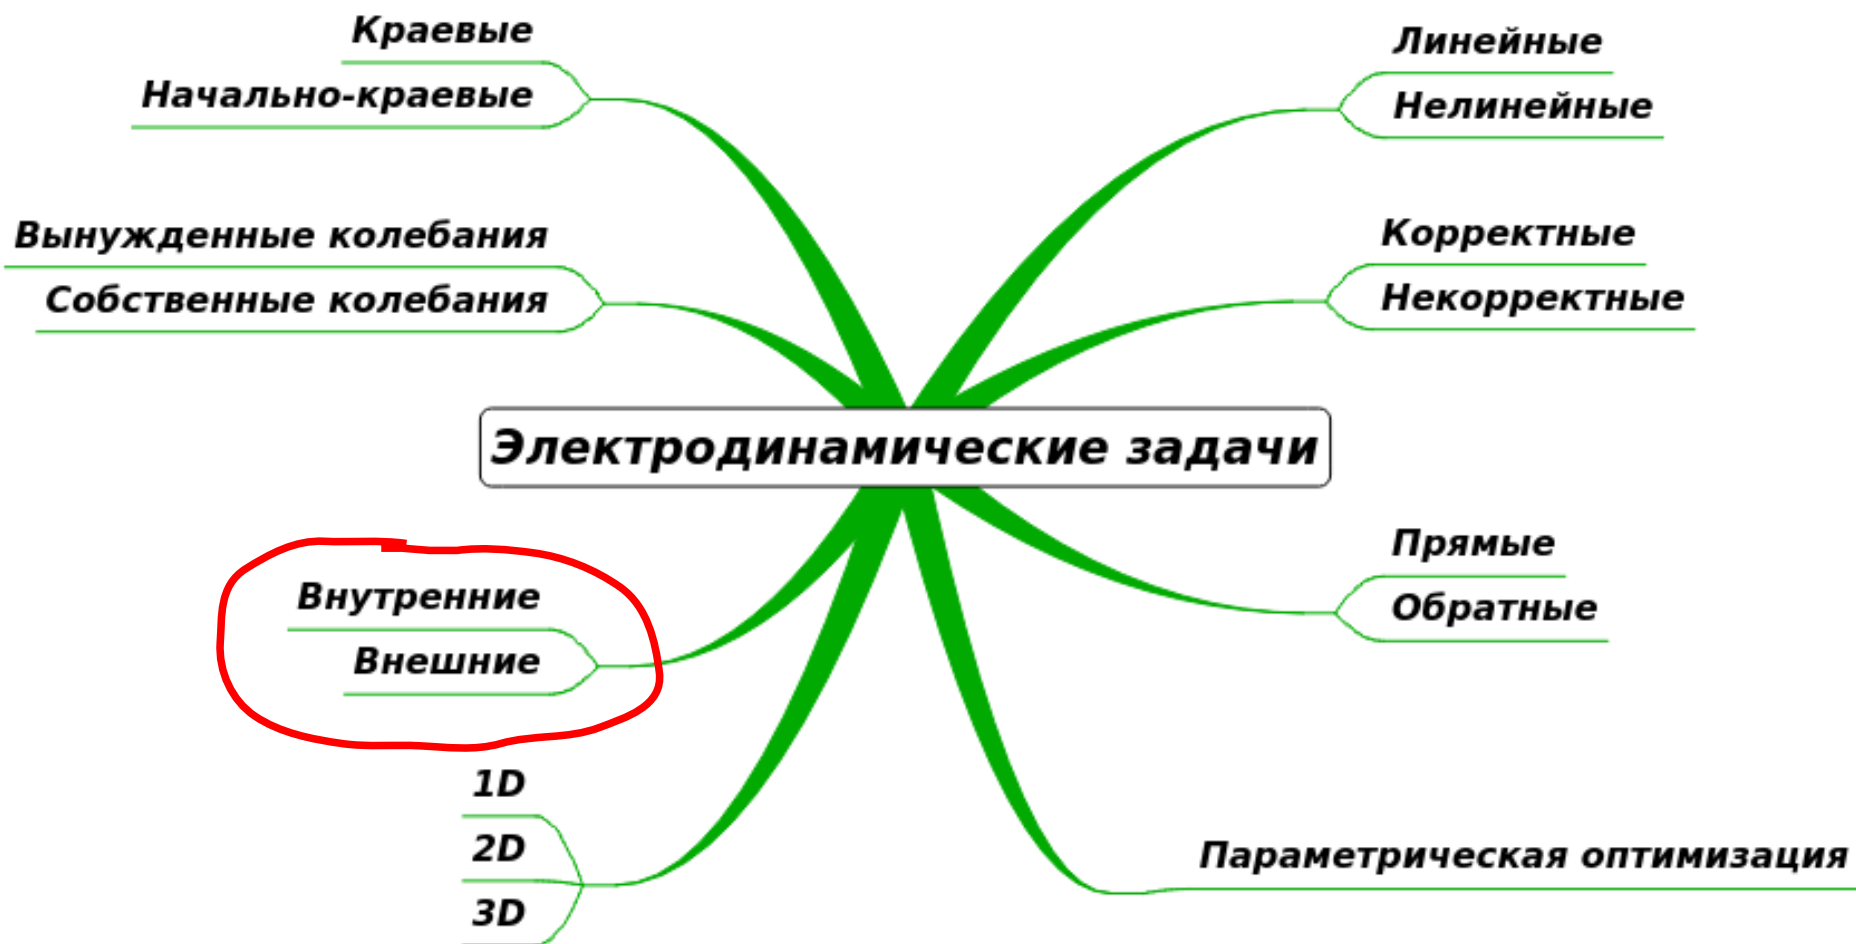 Краевые
Начально-краевые
Вынужденные колебания
Собственные колебания
Линейные
Нелинейные
Корректные
Некорректные
Электродинамические задачи
Внутренние
Внешние
1D
2D
3D
Прямые
Обратные
Параметрическая оптимизация